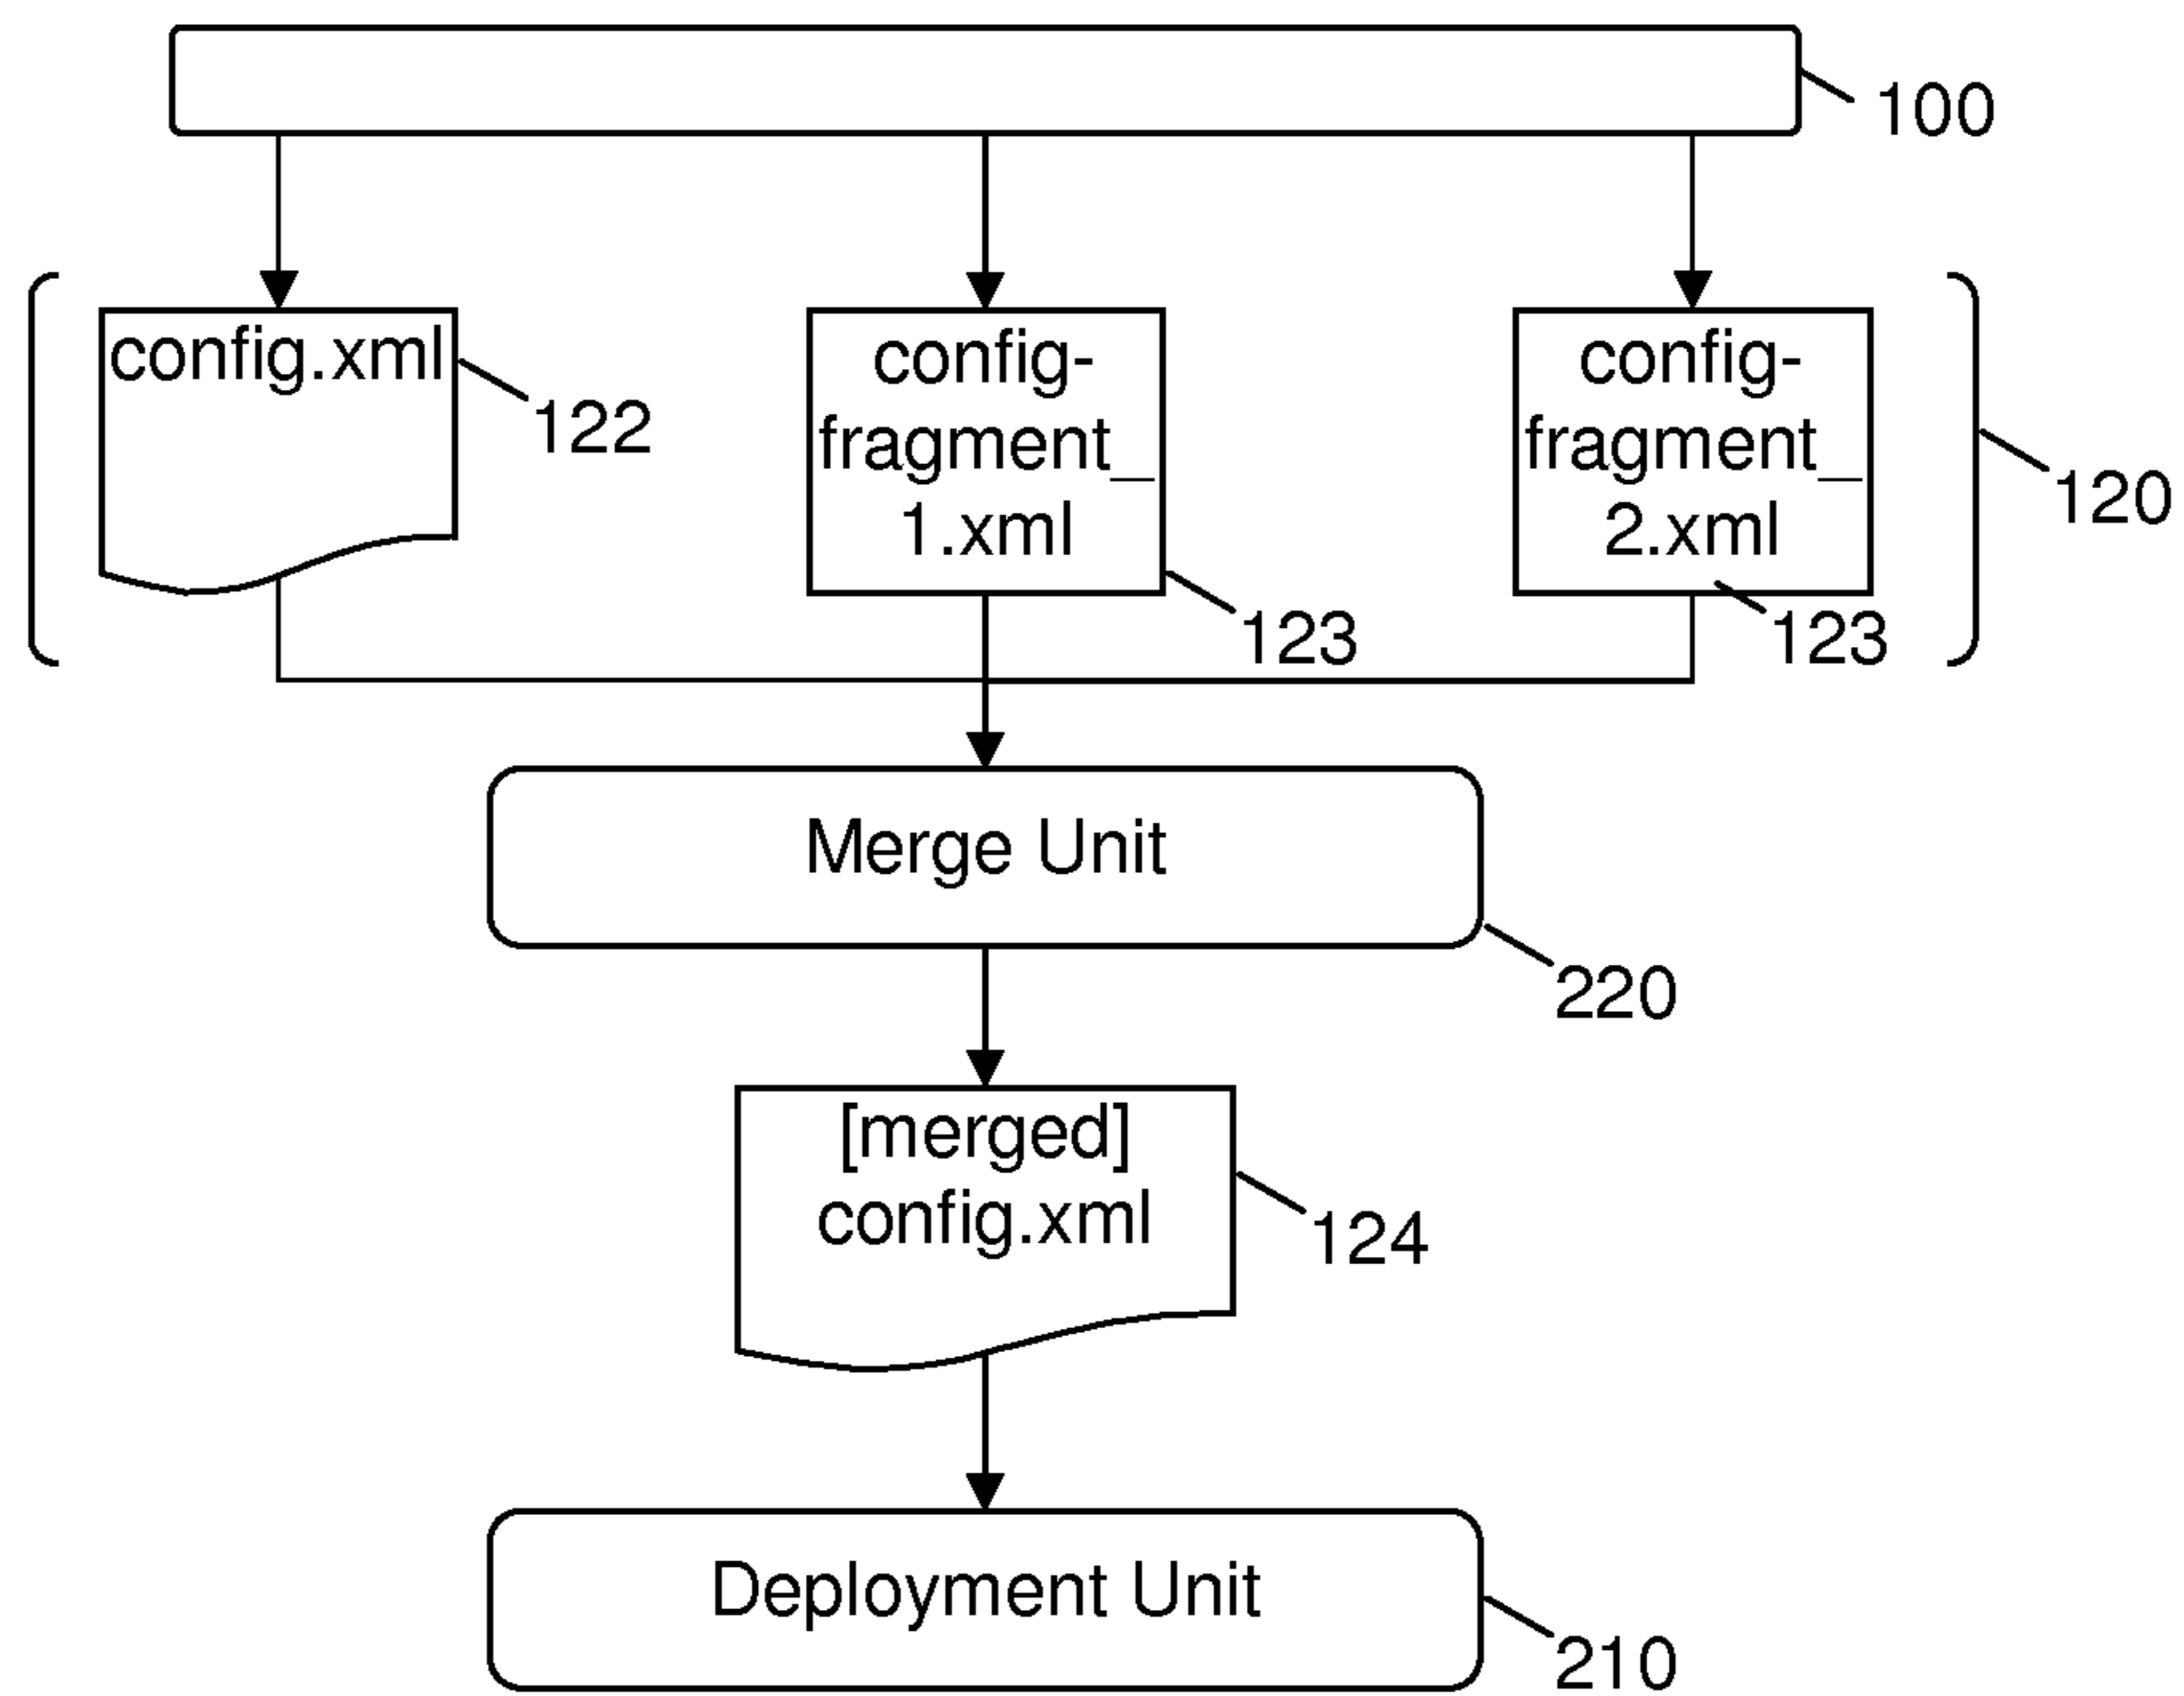 100
config.xml
122
config-
fragment_
1.xml
123
config-
fragment_
2.xml
123
120
Merge Unit
220
[merged]
config.xml
124
Deployment Unit
210